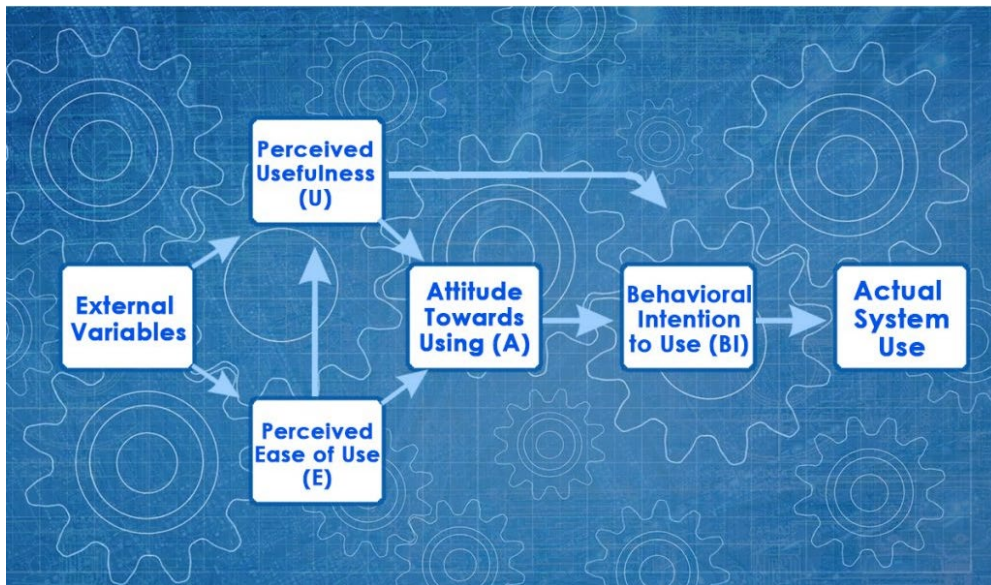 Perceived
Usefulness
(U)
External
Variables
Attitude
Towards
Using (A)
Behavioral
Intention
to Use (BI)
Actual
System
Use
Perceived
Ease of Use
(E)